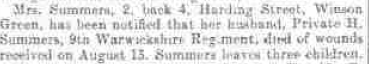 Mrs. Summers, 2, back 4, Harding Street, Winson
Green, has been notified that her husband, Private H.
Summers, 9th Warwickshire Regiment, died of wounds
received on August 15. Summers leaves three children.